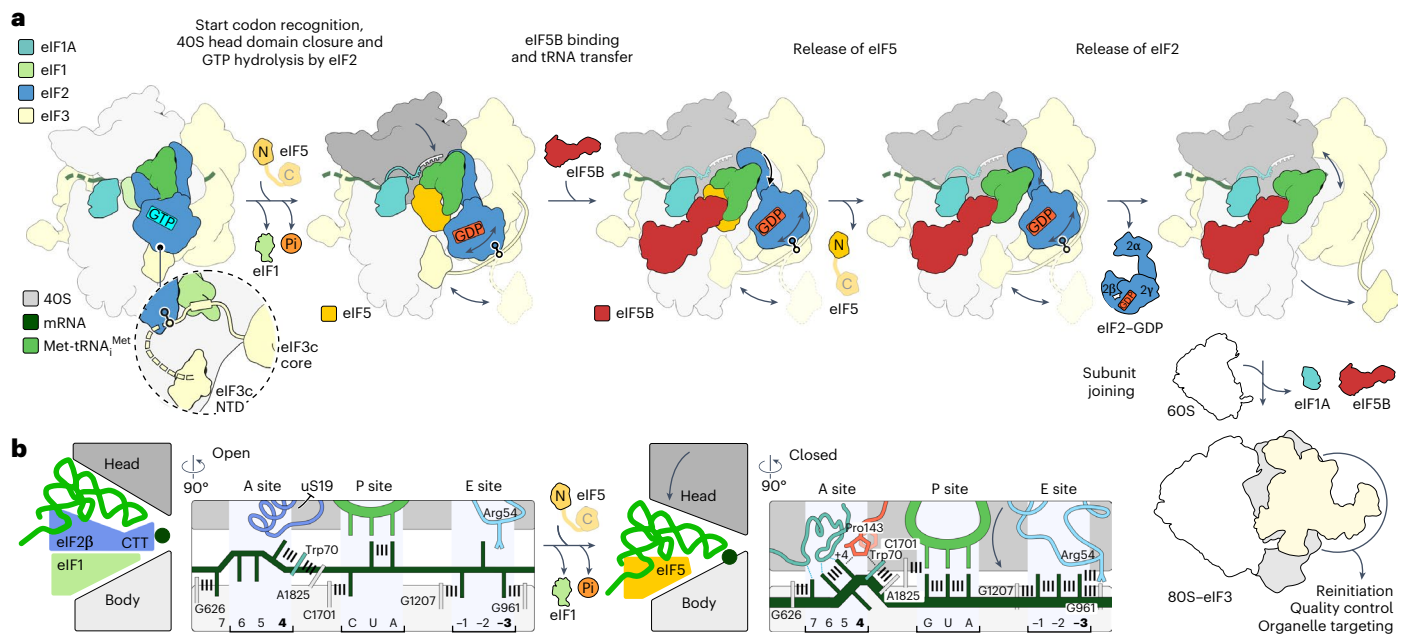 a
Start codon recognition,
40S head domain closure and
GTP hydrolysis by eIF2
eIF5B binding
and tRNA transfer
Release of eIF5
Release of eIF2
eIF1A
eIF1
eIF2
eIF3
GTP
N
eIF5
C
eIF1
Pi
GDP
eIF5B
GDP
N
C
eIF5
GDP
2α
2β
2γ
GDP
eIF2–GDP
40S
mRNA
Met-tRNAiMet
eIF3c
core
eIF3c
NTD
eIF5
eIF5B
Subunit
joining
60S
eIF1A
eIF5B
80S–eIF3
Reinitiation
Quality control
Organelle targeting
b
Head
eIF2β
CTT
eIF1
Body
90°
Open
A site
uS19
P site
E site
Arg54
Trp70
A1825
G626
C1701
G1207
G961
7 6 5 4
C U A
–1 –2 –3
N
eIF5
C
eIF1
Pi
Head
eIF5
Body
90°
Closed
A site
P site
E site
Pro143
C1701
+4
Trp70
Arg54
A1825
G626
G1207
G961
7 6 5 4
G U A
–1 –2 –3